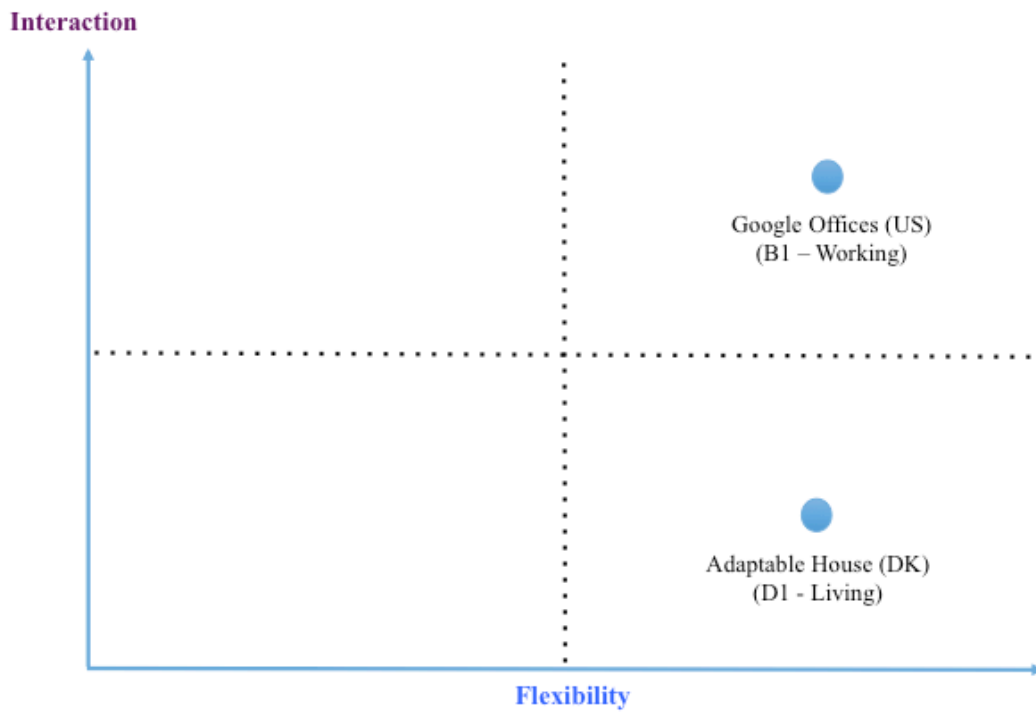 Interaction
Google Offices (US)
(B1 – Working)
Adaptable House (DK)
(D1 - Living)
Flexibility